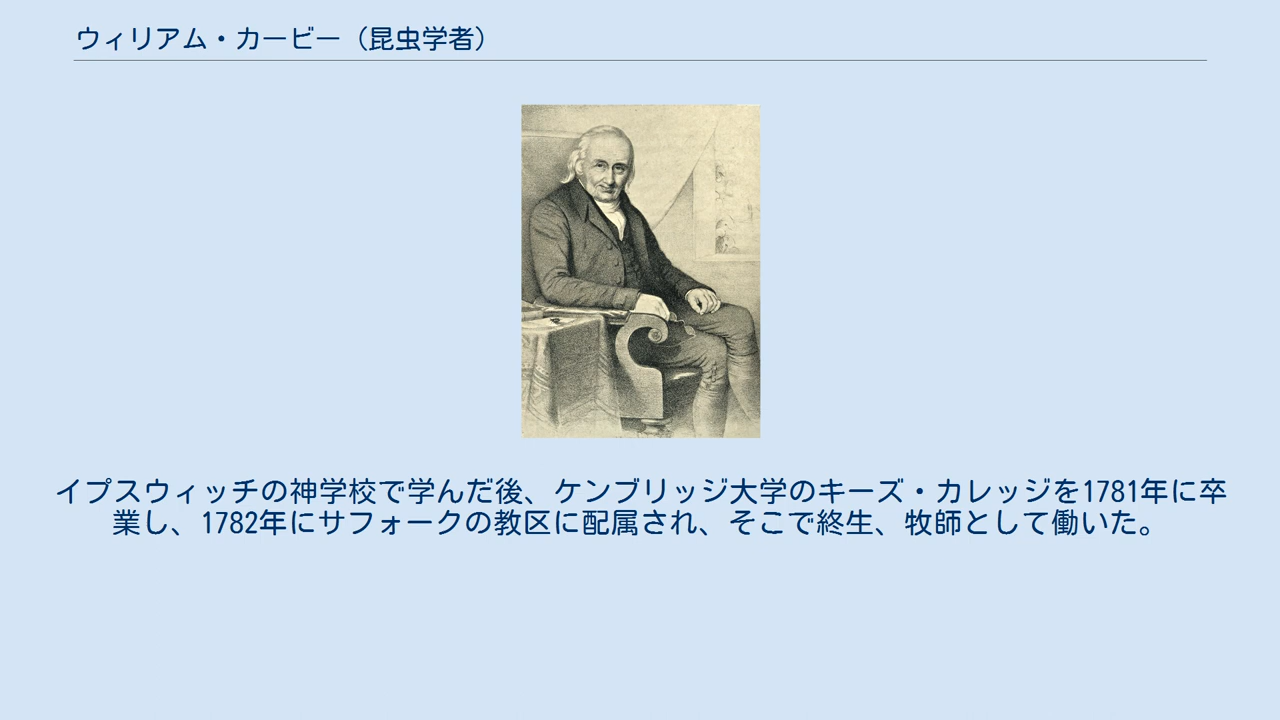 ウィリアム・カービー（昆虫学者）
イプスウィッチの神学校で学んだ後、ケンブリッジ大学のキーズ・カレッジを1781年に卒
業し、1782年にサフォークの教区に配属され、そこで終生、牧師として働いた。